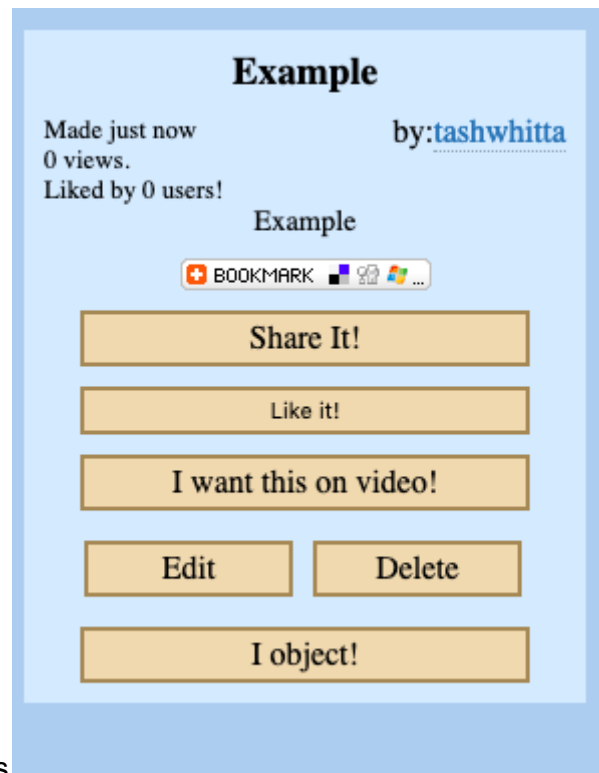 Example
Made just now
by:tashwhitta
0 views.
Liked by 0 users!
Example
BOOKMARK ...
Share It!
Like it!
I want this on video!
Edit
Delete
I object!
s